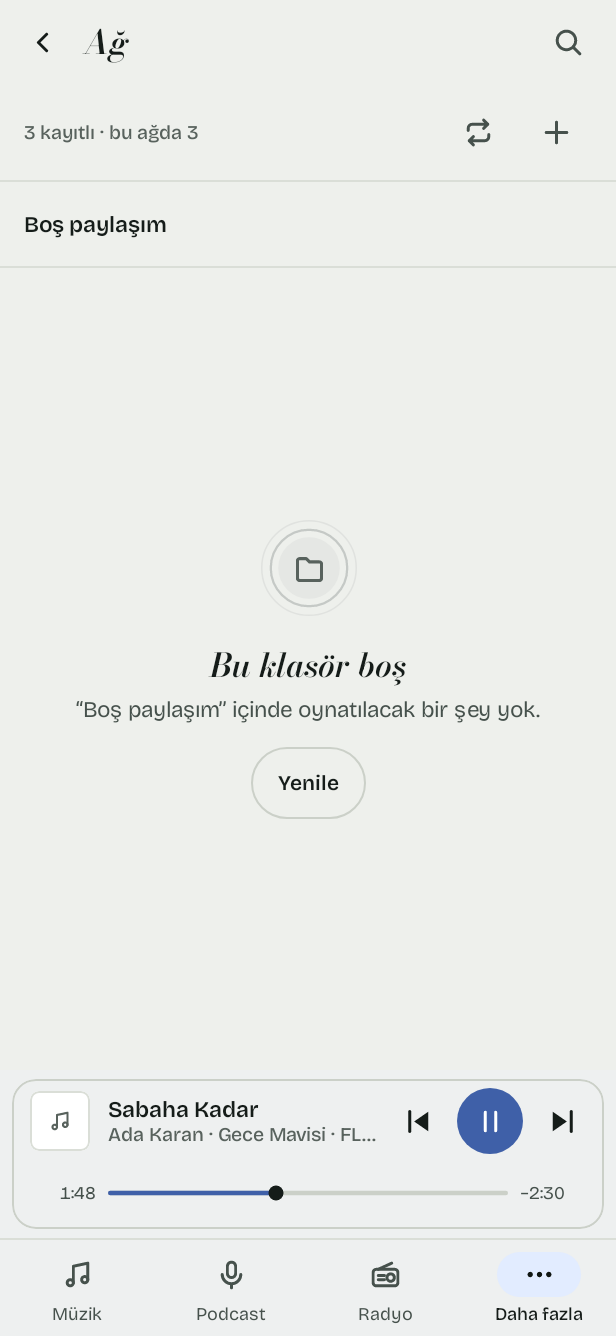 Ağ
3 kayıtlı · bu ağda 3
Boş paylaşım
Bu klasör boş
“Boş paylaşım” içinde oynatılacak bir şey yok.
Yenile
Sabaha Kadar
Ada Karan · Gece Mavisi · FL...
1:48
−2:30
Müzik
Podcast
Radyo
Daha fazla